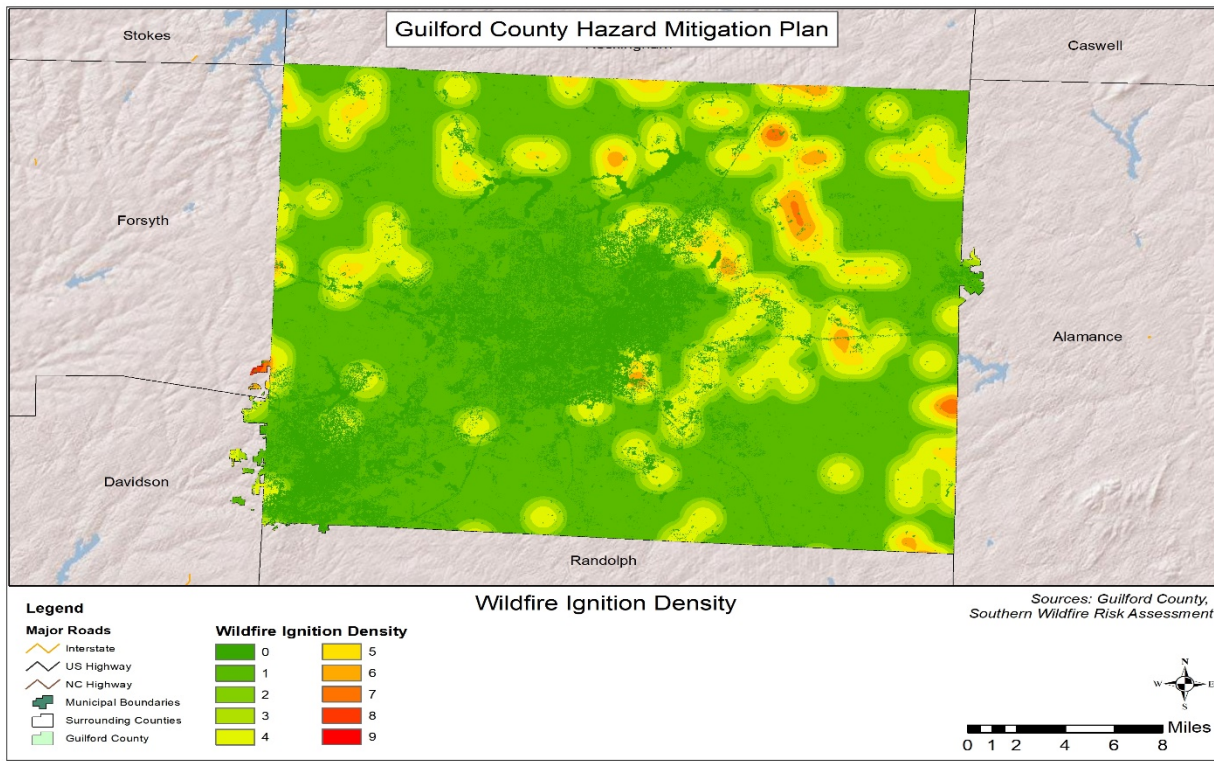 Guilford County Hazard Mitigation Plan
Stokes
Caswell
Forsyth
Alamance
Davidson
Randolph
Wildfire Ignition Density
Sources: Guilford County,
Southern Wildfire Risk Assessment
Legend
Major Roads
Interstate
US Highway
NC Highway
Municipal Boundaries
Surrounding Counties
Guilford County
Wildfire Ignition Density
0
1
2
3
4
5
6
7
8
9
N
W E
S
Miles
0 1 2 4 6 8